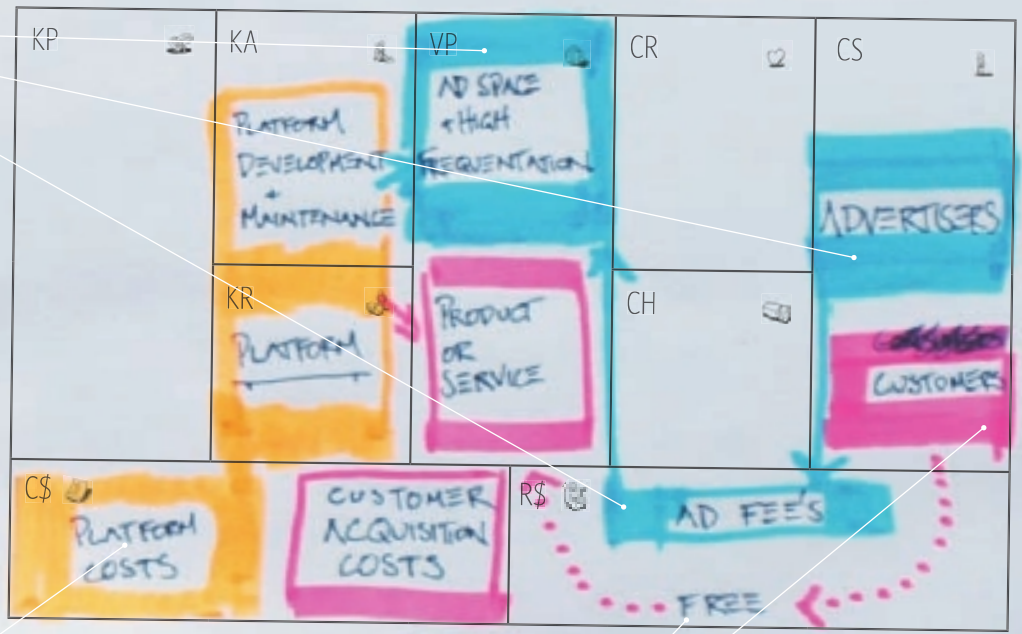 KP
KA
PLATFORM
DEVELOPMENT
+
MAINTENANCE
KR
PLATFORM
VP
AD SPACE
+ HIGH
FREQUENTATION
PRODUCT
OR
SERVICE
CR
CH
CS
ADVERTISERS
CUSTOMERS
C$
PLATFORM
COSTS
CUSTOMER
ACQUISITION
COSTS
R$
AD FEE'S
FREE